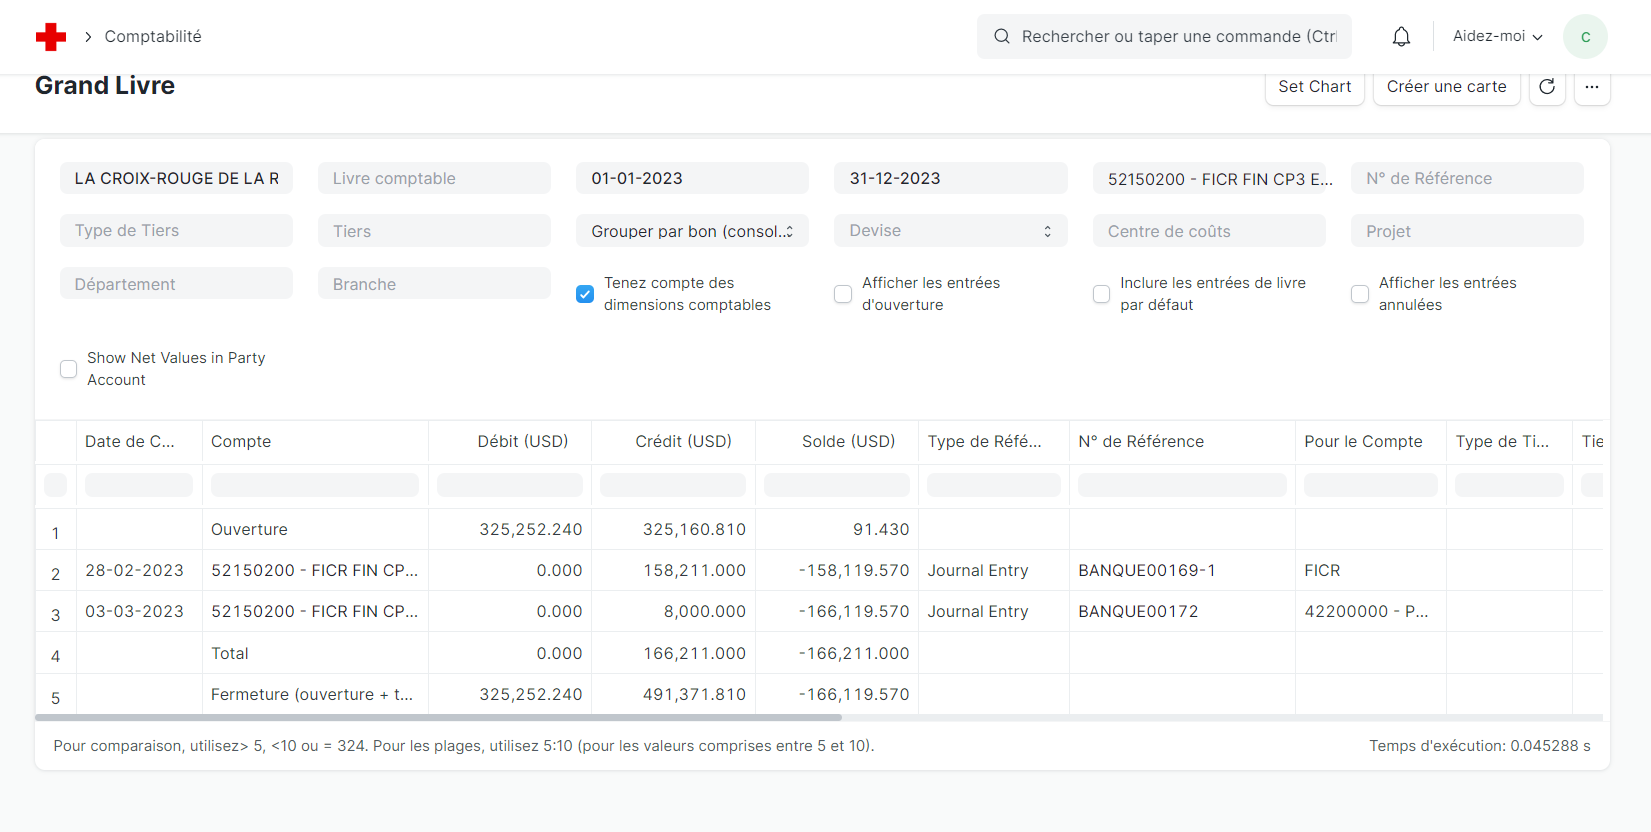 Comptabilité
Rechercher ou taper une commande (Ctrl
Aidez-moi
C
Grand Livre
Set Chart
Créer une carte
LA CROIX-ROUGE DE LA R
Livre comptable
01-01-2023
31-12-2023
52150200 - FICR FIN CP3 E...
N° de Référence
Type de Tiers
Tiers
Grouper par bon (consol...
Devise
Centre de coûts
Projet
Département
Branche
Tenez compte des
dimensions comptables
Afficher les entrées
d'ouverture
Inclure les entrées de livre
par défaut
Afficher les entrées
annulées
Show Net Values in Party
Account
Date de C... Compte Débit (USD) Crédit (USD) Solde (USD) Type de Réfé... N° de Référence Pour le Compte Type de Ti... Tie
1 Ouverture 325,252.240 325,160.810 91.430
2 28-02-2023 52150200 - FICR FIN CP... 0.000 158,211.000 -158,119.570 Journal Entry BANQUE00169-1 FICR
3 03-03-2023 52150200 - FICR FIN CP... 0.000 8,000.000 -166,119.570 Journal Entry BANQUE00172 42200000 - P...
4 Total 0.000 166,211.000 -166,211.000
5 Fermeture (ouverture + t... 325,252.240 491,371.810 -166,119.570
Pour comparaison, utilisez> 5, <10 ou = 324. Pour les plages, utilisez 5:10 (pour les valeurs comprises entre 5 et 10).
Temps d'exécution: 0.045288 s